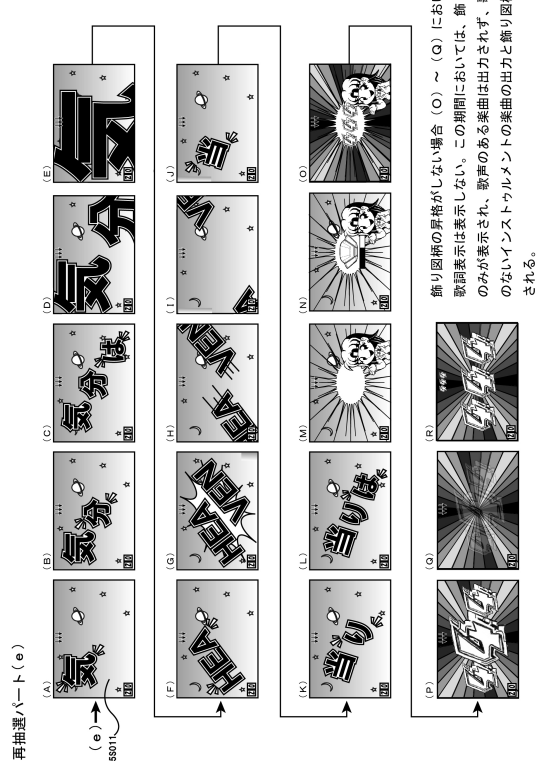 再抽選パート(e)
(e)
5S011
(A)
気
(B)
気分
(C)
気分は
(D)
気分
(E)
気
(F)
HEA
(G)
HEA
VEN
(H)
HEA VEN
(I)
(J)
当
(K)
当り
(L)
当りは
(M)
(N)
(O)
(P)
(Q)
(R)
飾り図柄の昇格がしない場合(O)~(Q)にお
歌詞表示は表示しない。この期間においては、飾
のみが表示され、歌声のある楽曲は出力されず、
のないインストゥルメントの楽曲の出力と飾り図柄
される。